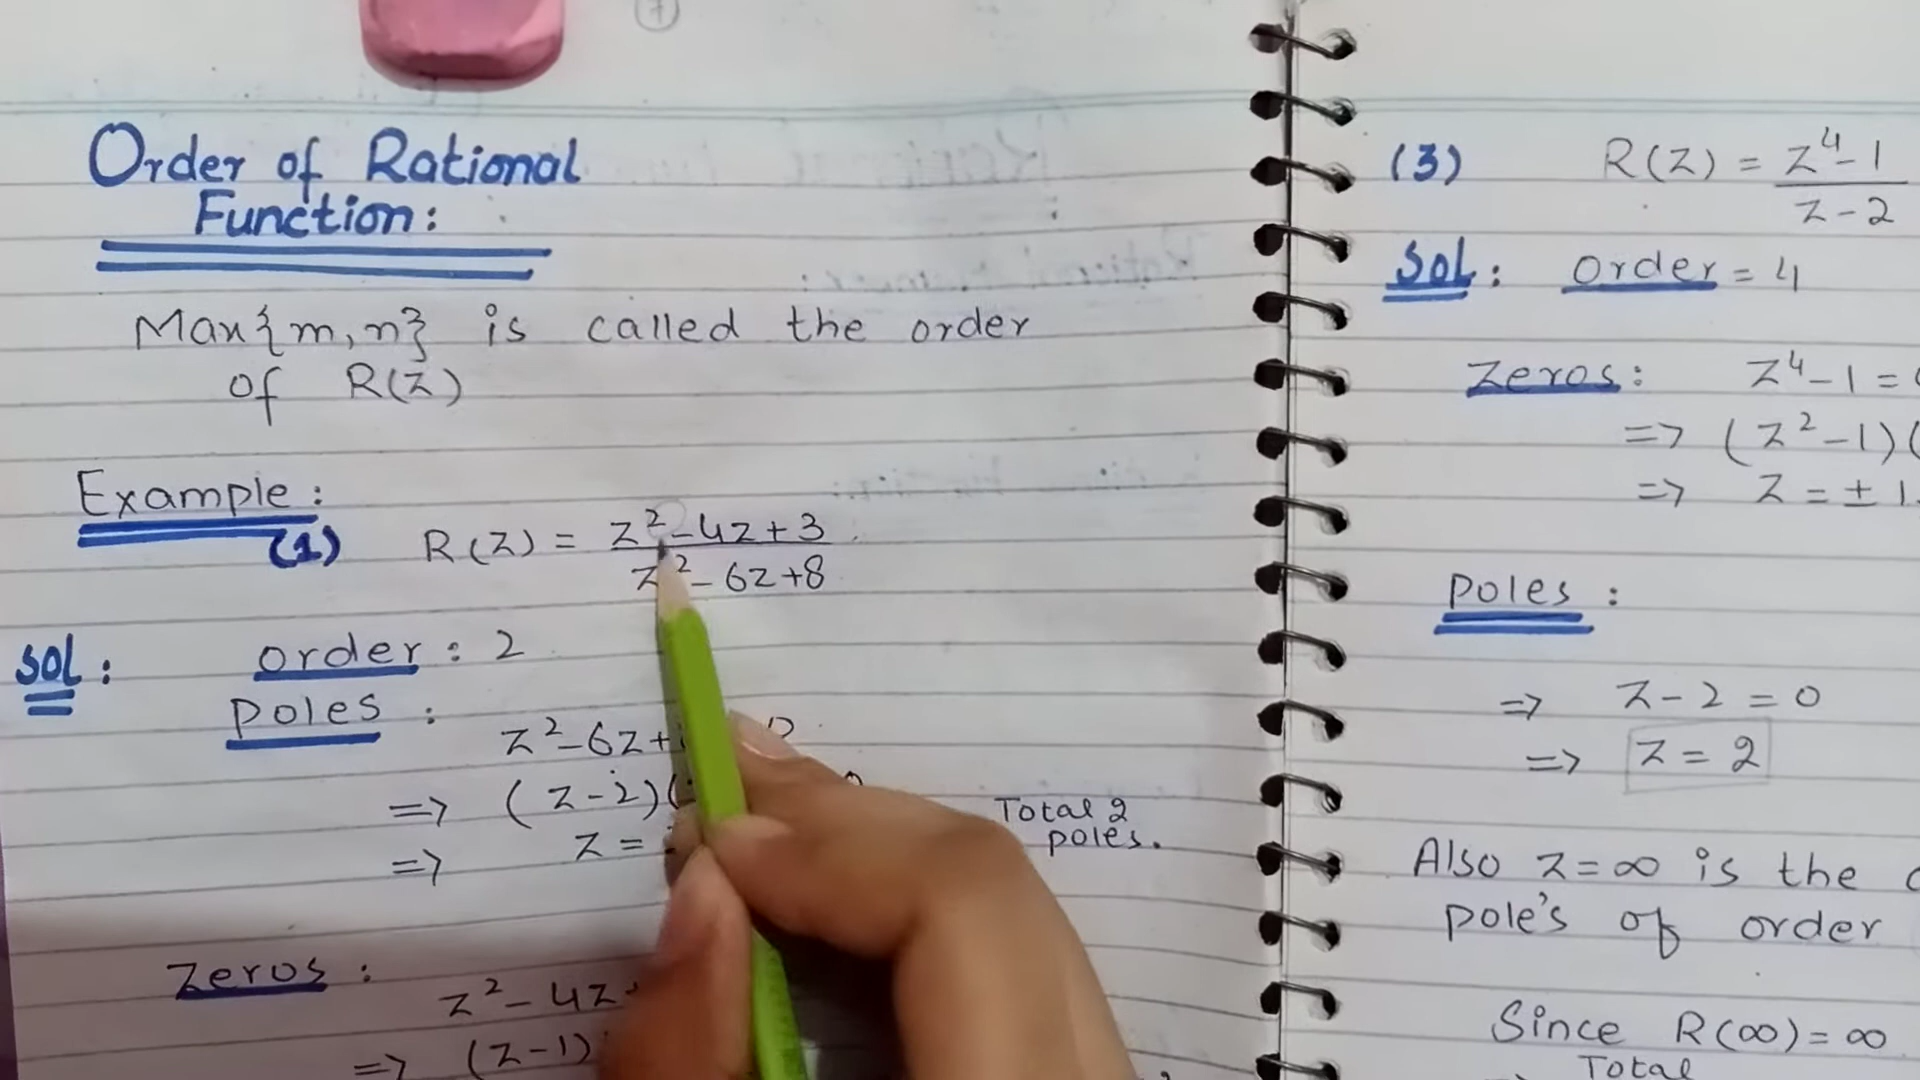 7
Order of Rational
Function:
Max{m,n} is called the order
of R(z)
Example:
(1) R(z) = z²-4z+3
z²-6z+8
Sol: order: 2
Poles:
z²-6z+
=> (z-2)(
=> z =
Total 2
poles.
Zeros:
z²-4z+
=> (z-1)
(3) R(z) = z⁴-1
z-2
Sol: order = 4
Zeros: z⁴-1 =
=> (z²-1)(
=> z = ±1
Poles:
=> z-2 = 0
=> z = 2
Also z=∞ is the
pole's of order
Since R(∞)=∞
Total